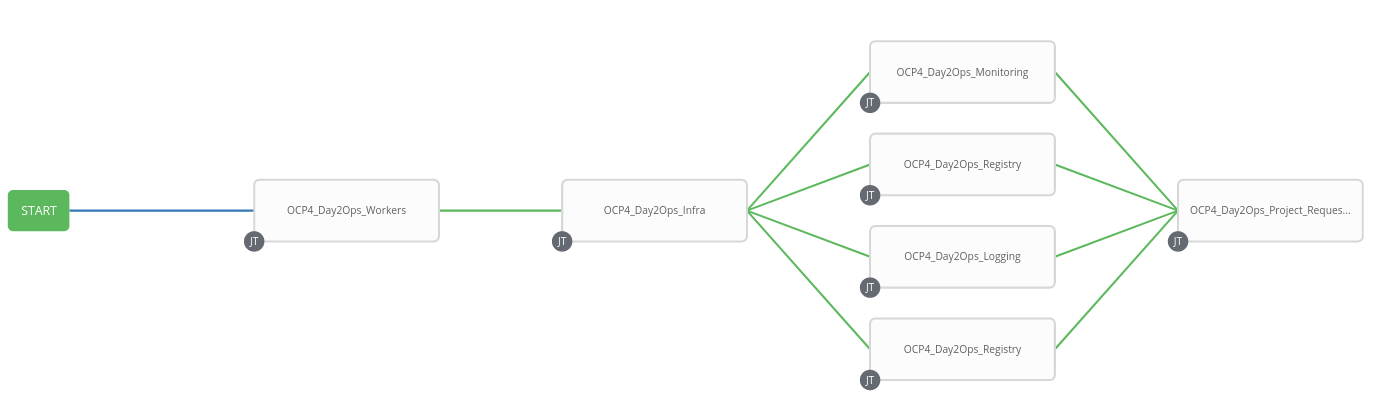 START
OCP4_Day2Ops_Workers
JT
OCP4_Day2Ops_Infra
JT
OCP4_Day2Ops_Monitoring
JT
OCP4_Day2Ops_Registry
JT
OCP4_Day2Ops_Logging
JT
OCP4_Day2Ops_Registry
JT
OCP4_Day2Ops_Project_Reques...
JT